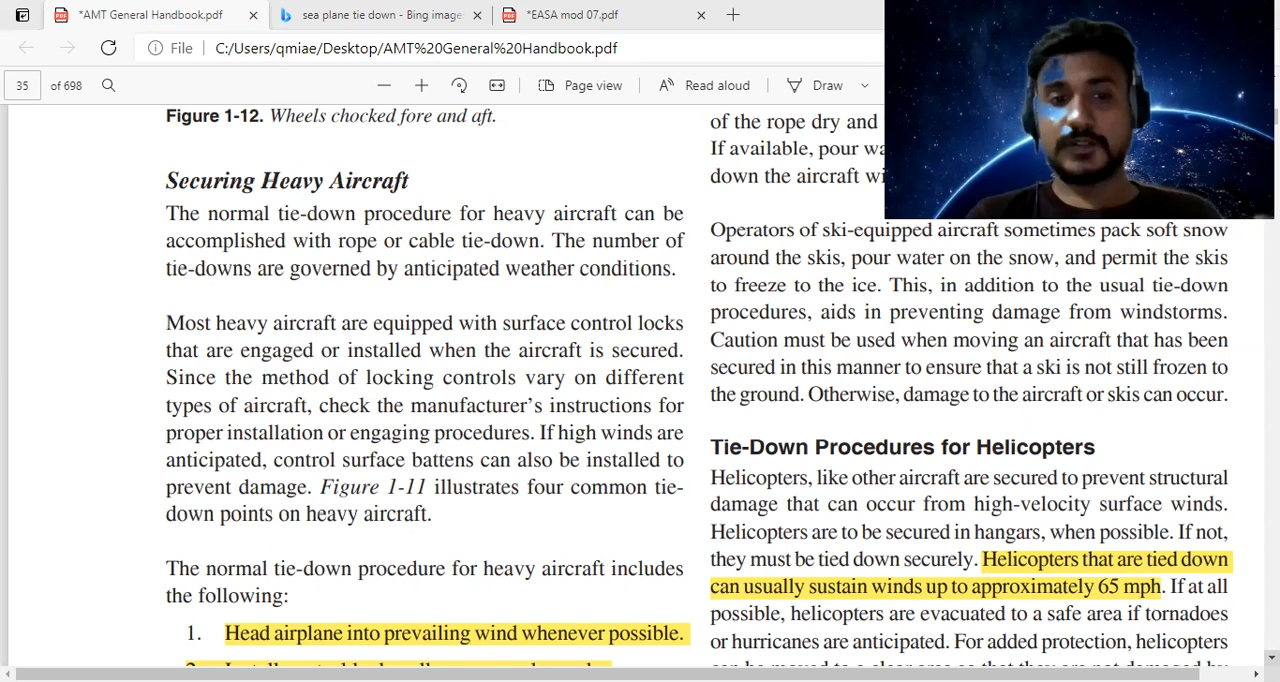 *AMT General Handbook.pdf
sea plane tie down - Bing image
*EASA mod 07.pdf
File
C:/Users/qmiae/Desktop/AMT%20General%20Handbook.pdf
35 of 698
Page view
Read aloud
Draw
Figure 1-12. Wheels chocked fore and aft.
Securing Heavy Aircraft
The normal tie-down procedure for heavy aircraft can be
accomplished with rope or cable tie-down. The number of
tie-downs are governed by anticipated weather conditions.
Most heavy aircraft are equipped with surface control locks
that are engaged or installed when the aircraft is secured.
Since the method of locking controls vary on different
types of aircraft, check the manufacturer's instructions for
proper installation or engaging procedures. If high winds are
anticipated, control surface battens can also be installed to
prevent damage. Figure 1-11 illustrates four common tie-
down points on heavy aircraft.
The normal tie-down procedure for heavy aircraft includes
the following:
1. Head airplane into prevailing wind whenever possible.
of the rope dry and
If available, pour wa
down the aircraft wi
Operators of ski-equipped aircraft sometimes pack soft snow
around the skis, pour water on the snow, and permit the skis
to freeze to the ice. This, in addition to the usual tie-down
procedures, aids in preventing damage from windstorms.
Caution must be used when moving an aircraft that has been
secured in this manner to ensure that a ski is not still frozen to
the ground. Otherwise, damage to the aircraft or skis can occur.
Tie-Down Procedures for Helicopters
Helicopters, like other aircraft are secured to prevent structural
damage that can occur from high-velocity surface winds.
Helicopters are to be secured in hangars, when possible. If not,
they must be tied down securely. Helicopters that are tied down
can usually sustain winds up to approximately 65 mph. If at all
possible, helicopters are evacuated to a safe area if tornadoes
or hurricanes are anticipated. For added protection, helicopters